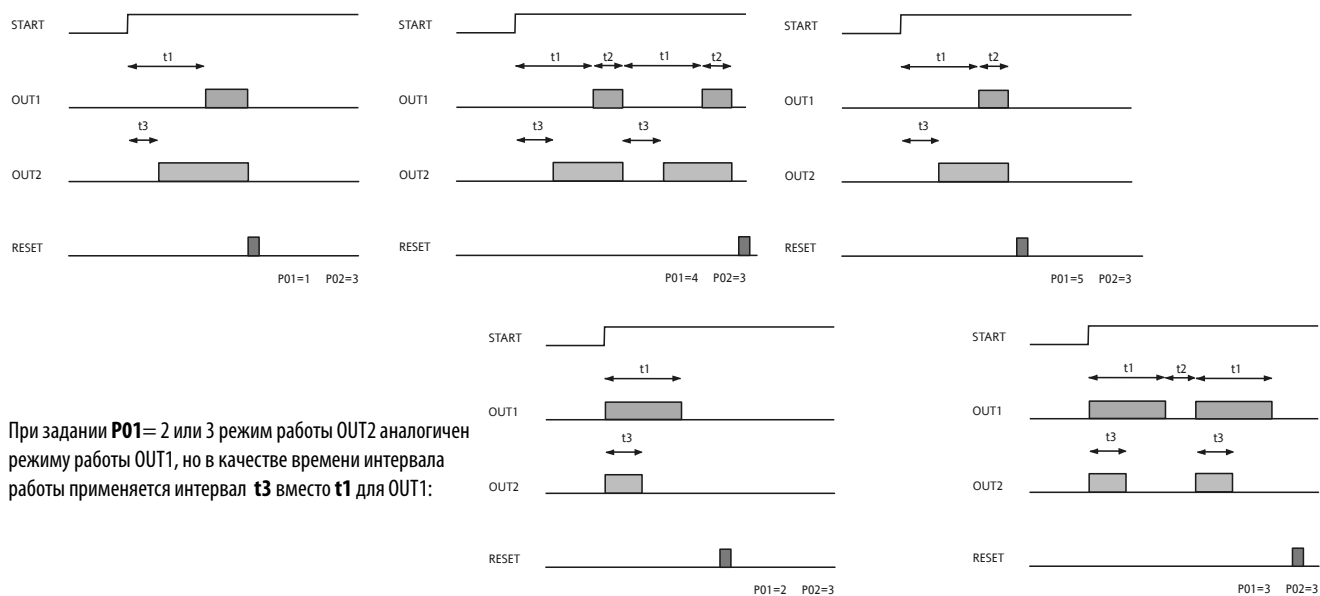 START
t1
OUT1
t3
OUT2
RESET
P01=1 P02=3
START
t1 t2 t1 t2
OUT1
t3 t3
OUT2
RESET
P01=4 P02=3
START
t1 t2
OUT1
t3
OUT2
RESET
P01=5 P02=3
При задании P01= 2 или 3 режим работы OUT2 аналогичен
режиму работы OUT1, но в качестве времени интервала
работы применяется интервал t3 вместо t1 для OUT1:
START
t1
OUT1
t3
OUT2
RESET
P01=2 P02=3
START
t1 t2 t1
OUT1
t3 t3
OUT2
RESET
P01=3 P02=3